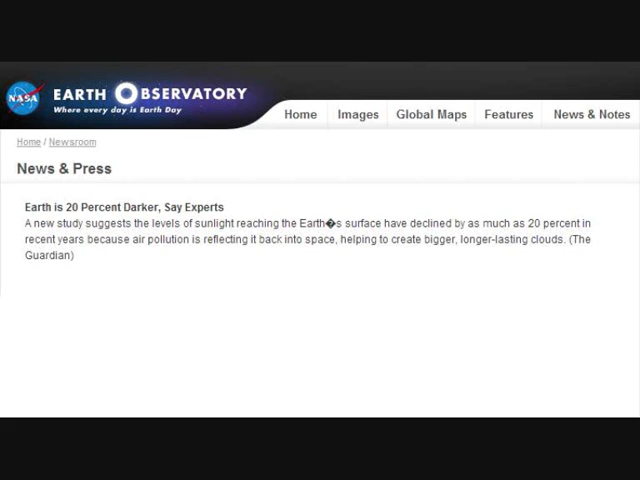 NASA
EARTH OBSERVATORY
Where every day is Earth Day
Home
Images
Global Maps
Features
News & Notes
Home / Newsroom
News & Press
Earth is 20 Percent Darker, Say Experts
A new study suggests the levels of sunlight reaching the Earth�s surface have declined by as much as 20 percent in
recent years because air pollution is reflecting it back into space, helping to create bigger, longer-lasting clouds. (The
Guardian)